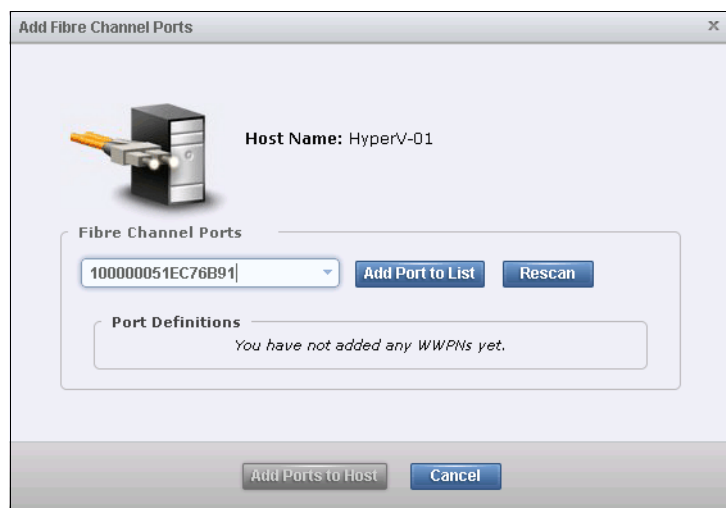 Add Fibre Channel Ports x
Host Name: HyperV-01
Fibre Channel Ports
100000051EC76B91
Add Port to List
Rescan
Port Definitions
You have not added any WWPNs yet.
Add Ports to Host
Cancel